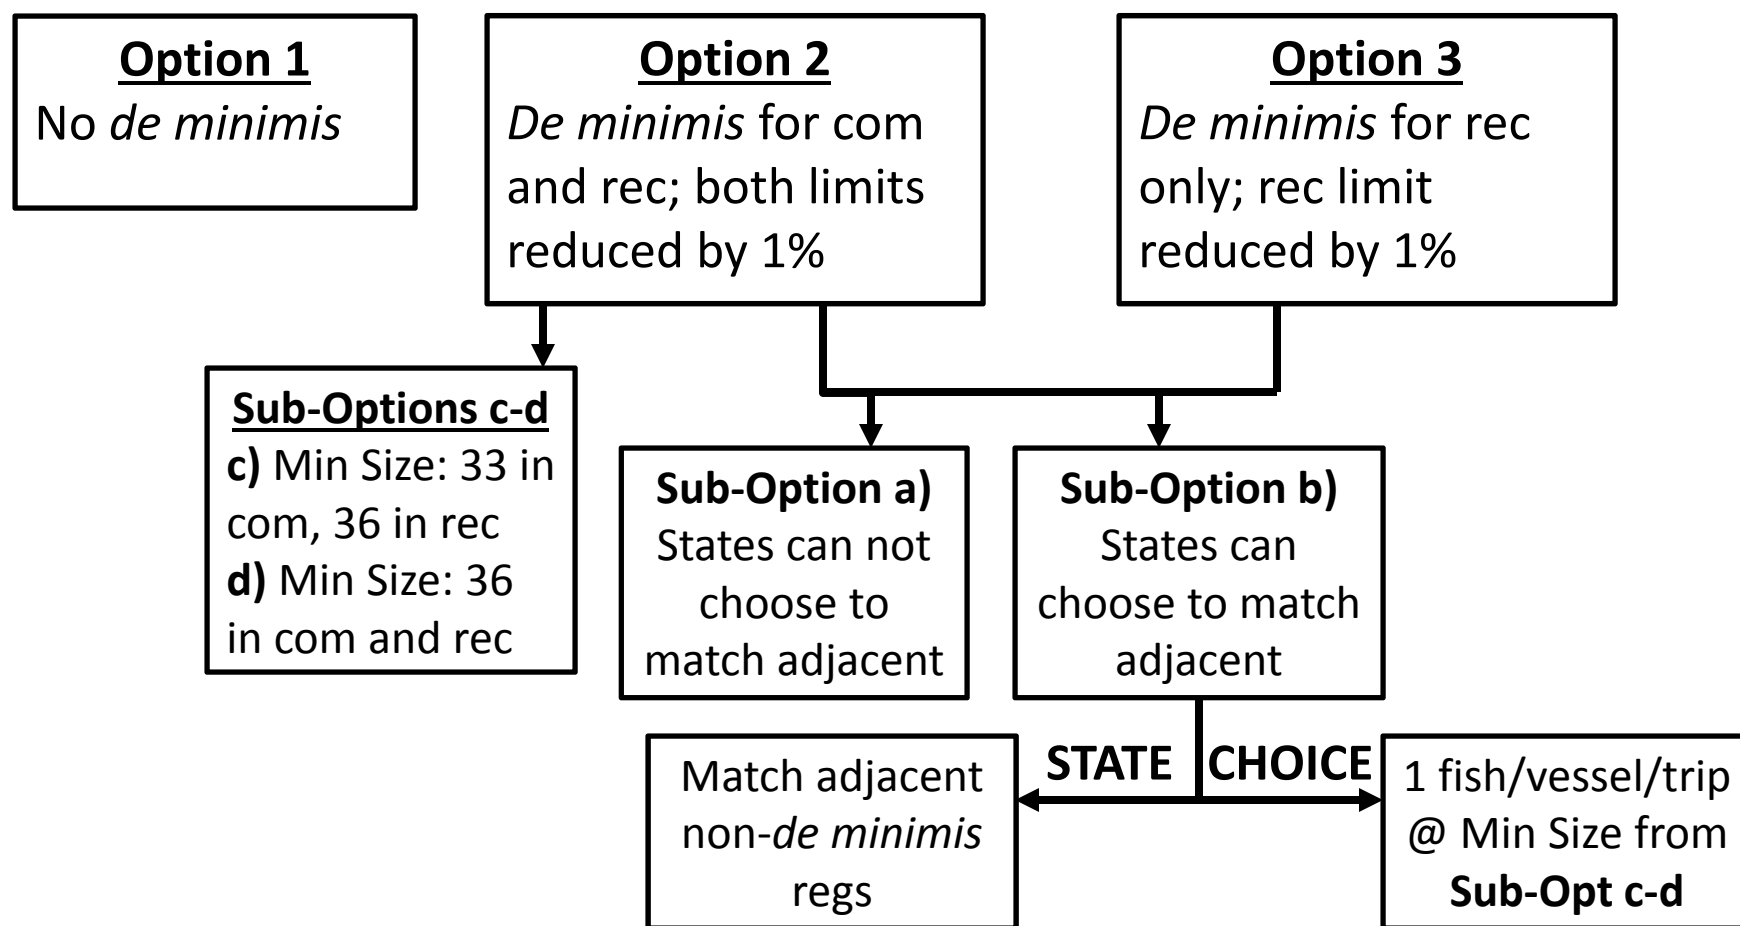 Option 1
No de minimis
Option 2
De minimis for com
and rec; both limits
reduced by 1%
Option 3
De minimis for rec
only; rec limit
reduced by 1%
Sub-Options c-d
c) Min Size: 33 in
com, 36 in rec
d) Min Size: 36
in com and rec
Sub-Option a)
States can not
choose to
match adjacent
Sub-Option b)
States can
choose to match
adjacent
Match adjacent
non-de minimis
regs
STATE CHOICE
1 fish/vessel/trip
@ Min Size from
Sub-Opt c-d